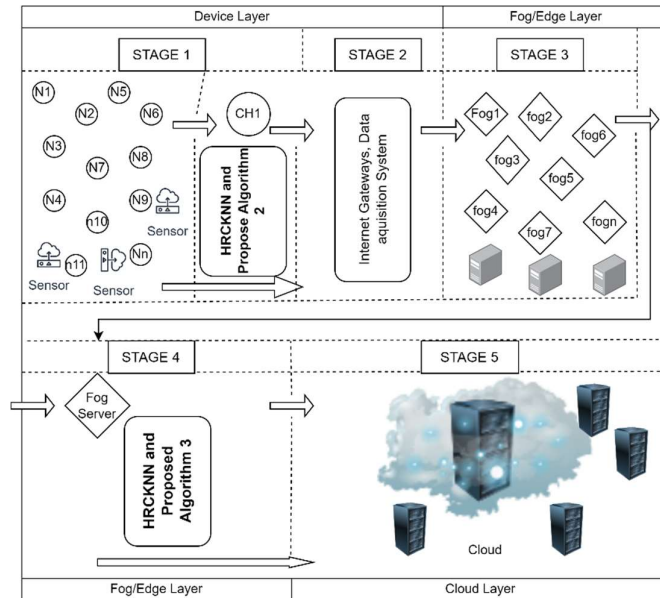 Device Layer
Fog/Edge Layer
STAGE 1
STAGE 2
STAGE 3
N1
N5
N2
N6
N3
N8
N7
N4
N9
n10
Sensor
Nn
n11
Sensor
Sensor
CH1
HRCKNN and
Propose Algorithm
2
Internet Gateways, Data
aquisition System
Fog1
fog2
fog6
fog3
fog5
fog4
fogn
fog7
STAGE 4
STAGE 5
Fog
Server
HRCKNN and
Proposed
Algorithm 3
Cloud
Fog/Edge Layer
Cloud Layer